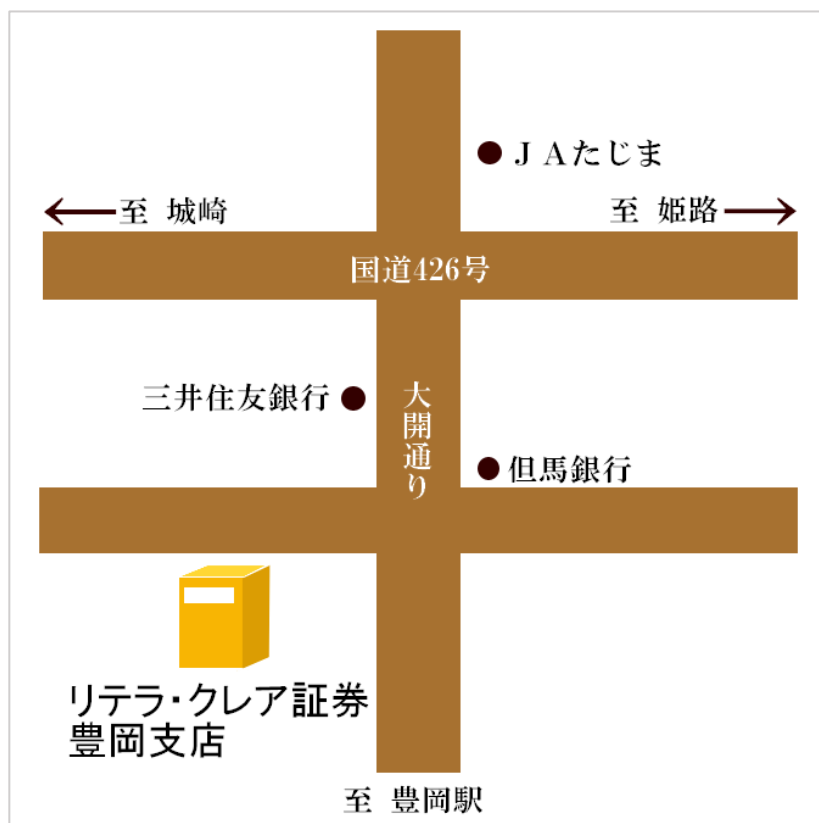 ＪＡたじま
至 城崎
至 姫路
国道426号
三井住友銀行
大開通り
但馬銀行
リテラ・クレア証券
豊岡支店
至 豊岡駅